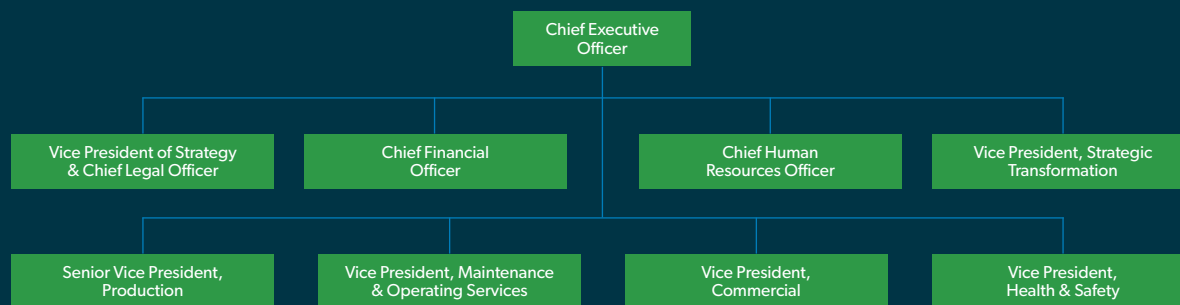 Chief Executive
Officer
Vice President of Strategy
& Chief Legal Officer
Chief Financial
Officer
Chief Human
Resources Officer
Vice President, Strategic
Transformation
Senior Vice President,
Production
Vice President, Maintenance
& Operating Services
Vice President,
Commercial
Vice President,
Health & Safety